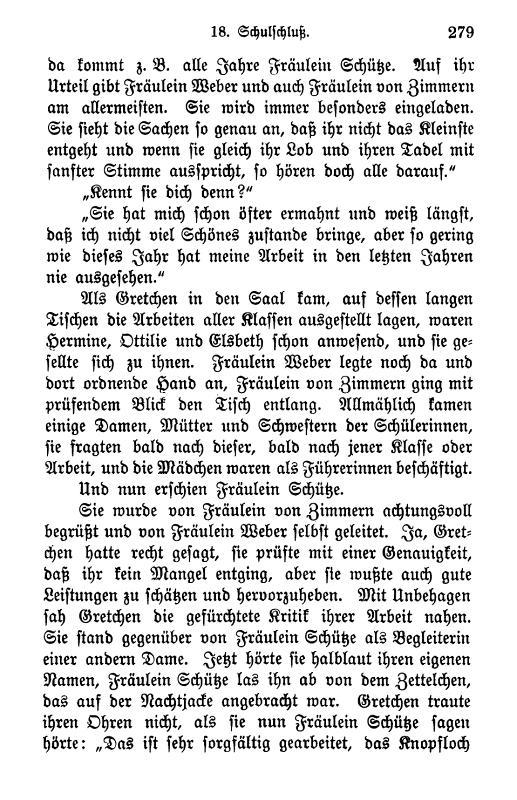 18. Schulschluß.
279
da kommt z. B. alle Jahre Fräulein Schütze. Auf ihr
Urteil gibt Fräulein Weber und auch Fräulein von Zimmern
am allermeisten. Sie wird immer besonders eingeladen.
Sie sieht die Sachen so genau an, daß ihr nicht das Kleinste
entgeht und wenn sie gleich ihr Lob und ihren Tadel mit
sanfter Stimme ausspricht, so hören doch alle darauf.“
„Kennt sie dich denn?“
„Sie hat mich schon öfter ermahnt und weiß längst,
daß ich nicht viel Schönes zustande bringe, aber so gering
wie dieses Jahr hat meine Arbeit in den letzten Jahren
nie ausgesehen.“
Als Gretchen in den Saal kam, auf dessen langen
Tischen die Arbeiten aller Klassen ausgestellt lagen, waren
Hermine, Ottilie und Elsbeth schon anwesend, und sie ge-
sellte sich zu ihnen. Fräulein Weber legte noch da und
dort ordnende Hand an, Fräulein von Zimmern ging mit
prüfendem Blick den Tisch entlang. Allmählich kamen
einige Damen, Mütter und Schwestern der Schülerinnen,
sie fragten bald nach dieser, bald nach jener Klasse oder
Arbeit, und die Mädchen waren als Führerinnen beschäftigt.
Und nun erschien Fräulein Schütze.
Sie wurde von Fräulein von Zimmern achtungsvoll
begrüßt und von Fräulein Weber selbst geleitet. Ja, Gret-
chen hatte recht gesagt, sie prüfte mit einer Genauigkeit,
daß ihr kein Mangel entging, aber sie wußte auch gute
Leistungen zu schätzen und hervorzuheben. Mit Unbehagen
sah Gretchen die gefürchtete Kritik ihrer Arbeit nahen.
Sie stand gegenüber von Fräulein Schütze als Begleiterin
einer andern Dame. Jetzt hörte sie halblaut ihren eigenen
Namen, Fräulein Schütze las ihn ab von dem Zettelchen,
das auf der Nachtjacke angebracht war. Gretchen traute
ihren Ohren nicht, als sie nun Fräulein Schütze sagen
hörte: „Das ist sehr sorgfältig gearbeitet, das Knopfloch